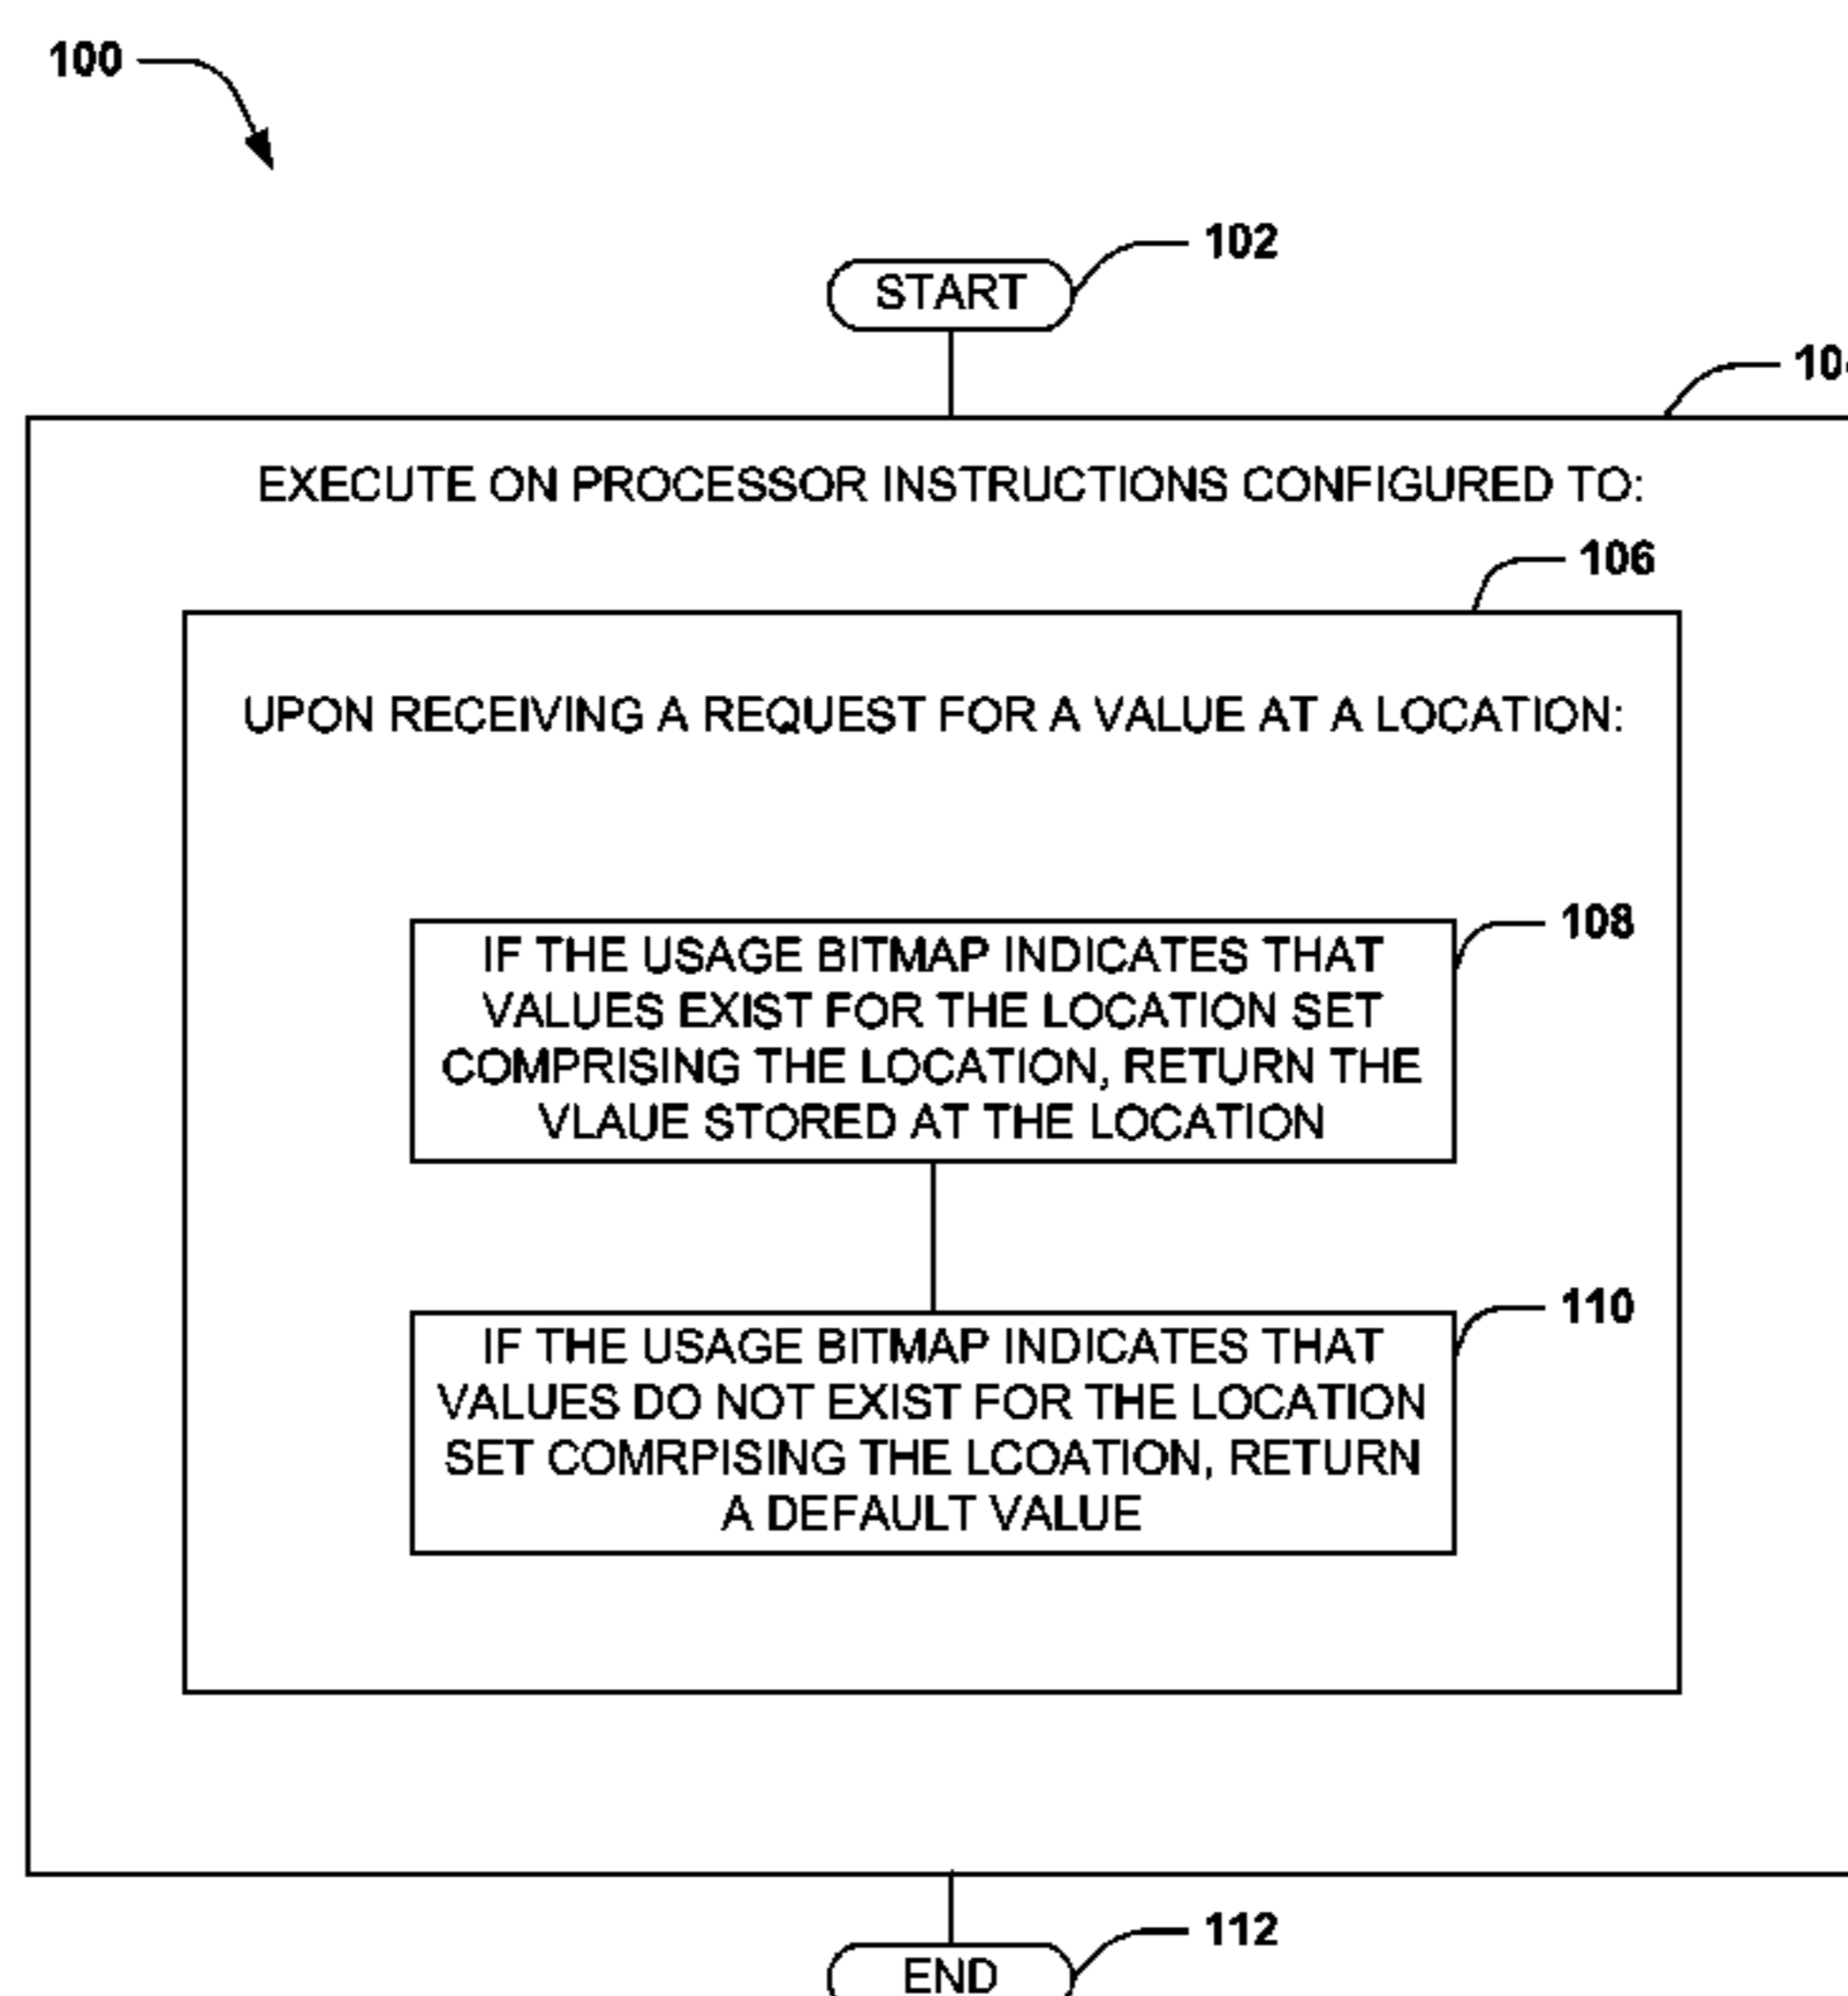 100
102
START
EXECUTE ON PROCESSOR INSTRUCTIONS CONFIGURED TO:
106
UPON RECEIVING A REQUEST FOR A VALUE AT A LOCATION:
108
IF THE USAGE BITMAP INDICATES THAT
VALUES EXIST FOR THE LOCATION SET
COMPRISING THE LOCATION, RETURN THE
VLAUE STORED AT THE LOCATION
110
IF THE USAGE BITMAP INDICATES THAT
VALUES DO NOT EXIST FOR THE LOCATION
SET COMRPISING THE LCOATION, RETURN
A DEFAULT VALUE
112
END